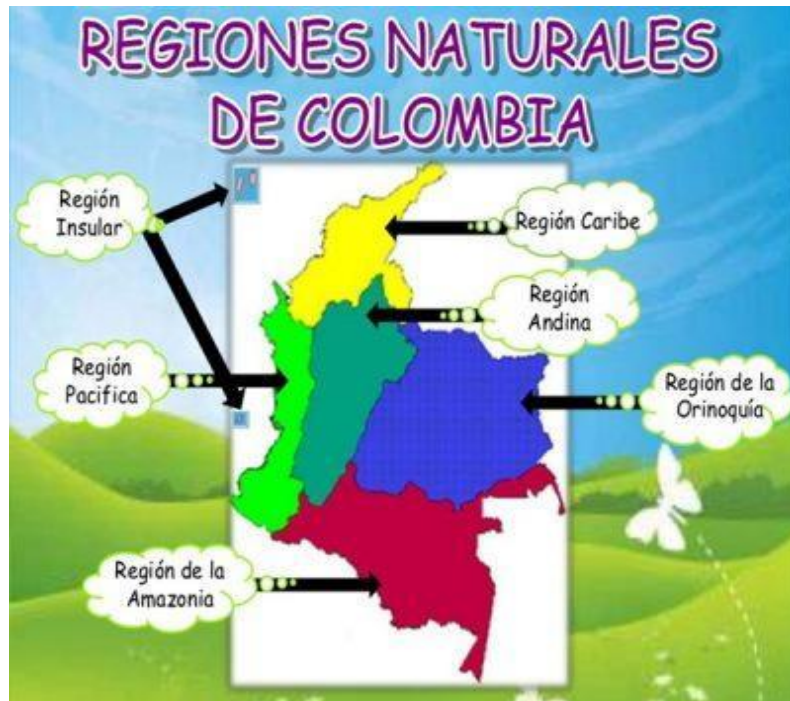 REGIONES NATURALES
DE COLOMBIA
Región
Insular
Región Caribe
Región
Andina
Región
Pacifica
Región de la
Orinoquía
Región de la
Amazonia